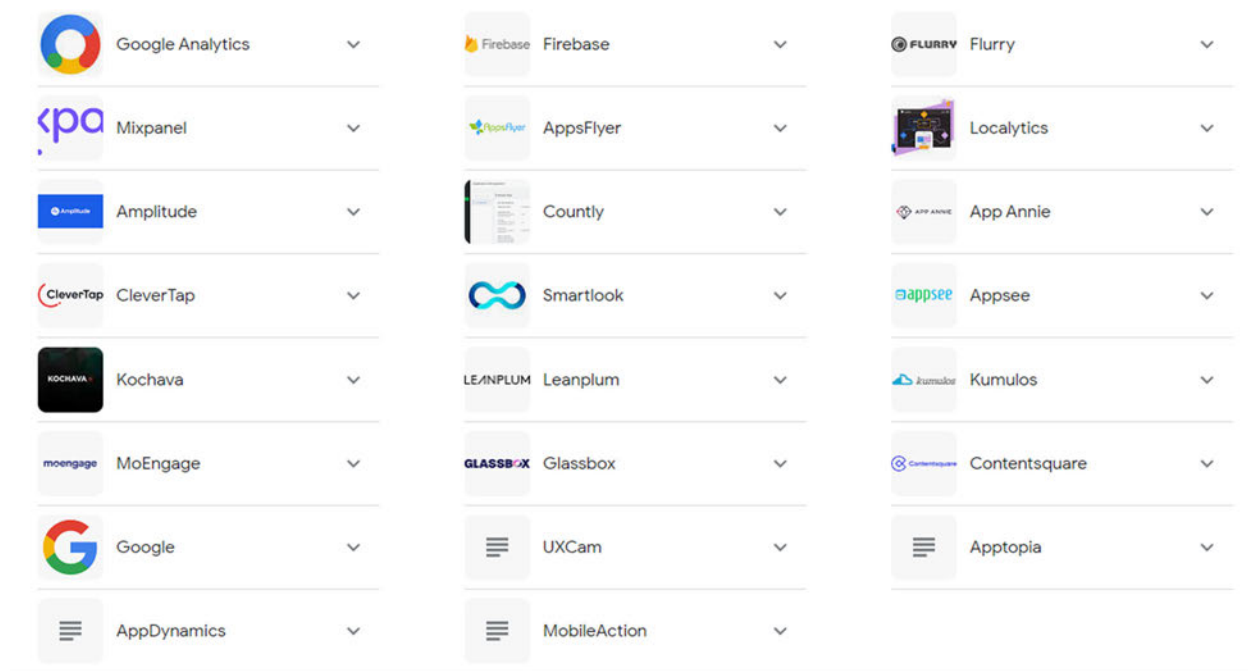 Google Analytics
Firebase Firebase
FLURRY Flurry
xpa Mixpanel
AppsFlyer AppsFlyer
Localytics
Amplitude Amplitude
Countly
APP ANNIE App Annie
CleverTap CleverTap
Smartlook
appsee Appsee
KOCHAVA Kochava
LEANPLUM Leanplum
kumulos Kumulos
moengage MoEngage
GLASSBOX Glassbox
Contentsquare Contentsquare
Google
UXCam
Apptopia
AppDynamics
MobileAction